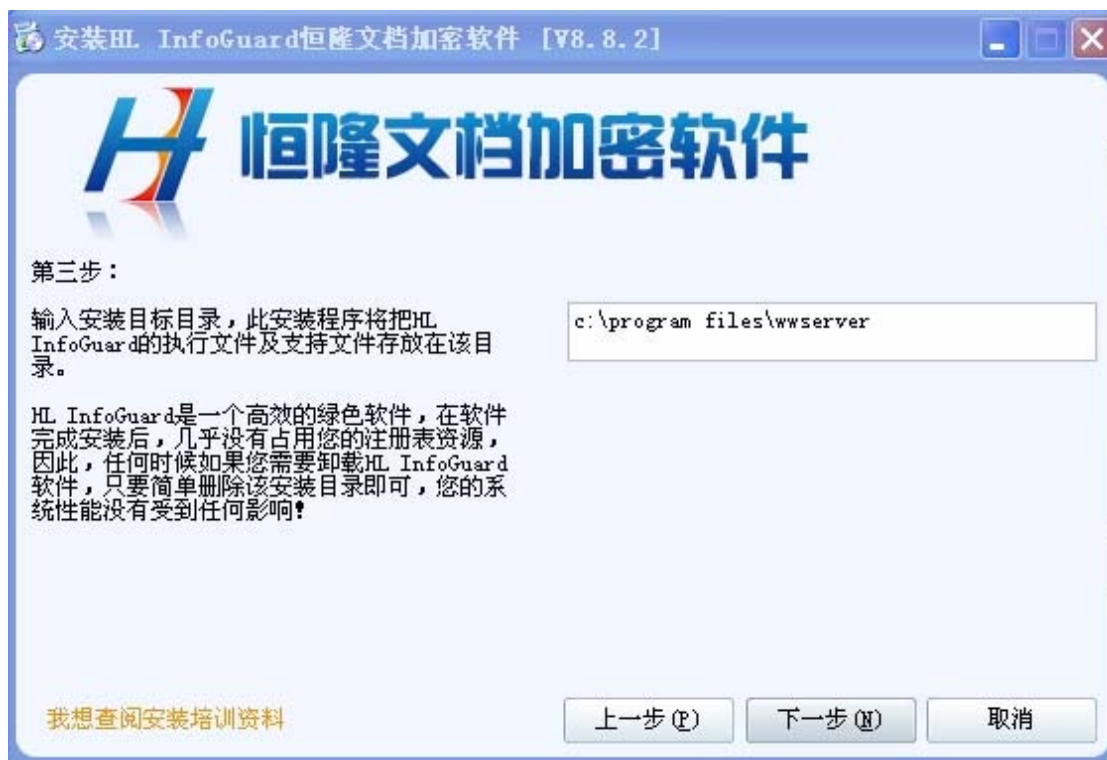 安装HL InfoGuard恒隆文档加密软件 [V8.8.2]
恒隆文档加密软件
第三步：
输入安装目标目录，此安装程序将把HL
InfoGuard的执行文件及支持文件存放在该目
录。
c:\program files\wwserver
HL InfoGuard是一个高效的绿色软件，在软件
完成安装后，几乎没有占用您的注册表资源，
因此，任何时候如果您需要卸载HL InfoGuard
软件，只要简单删除该安装目录即可，您的系
统性能没有受到任何影响！
我想查阅安装培训资料
上一步(P)
下一步(N)
取消